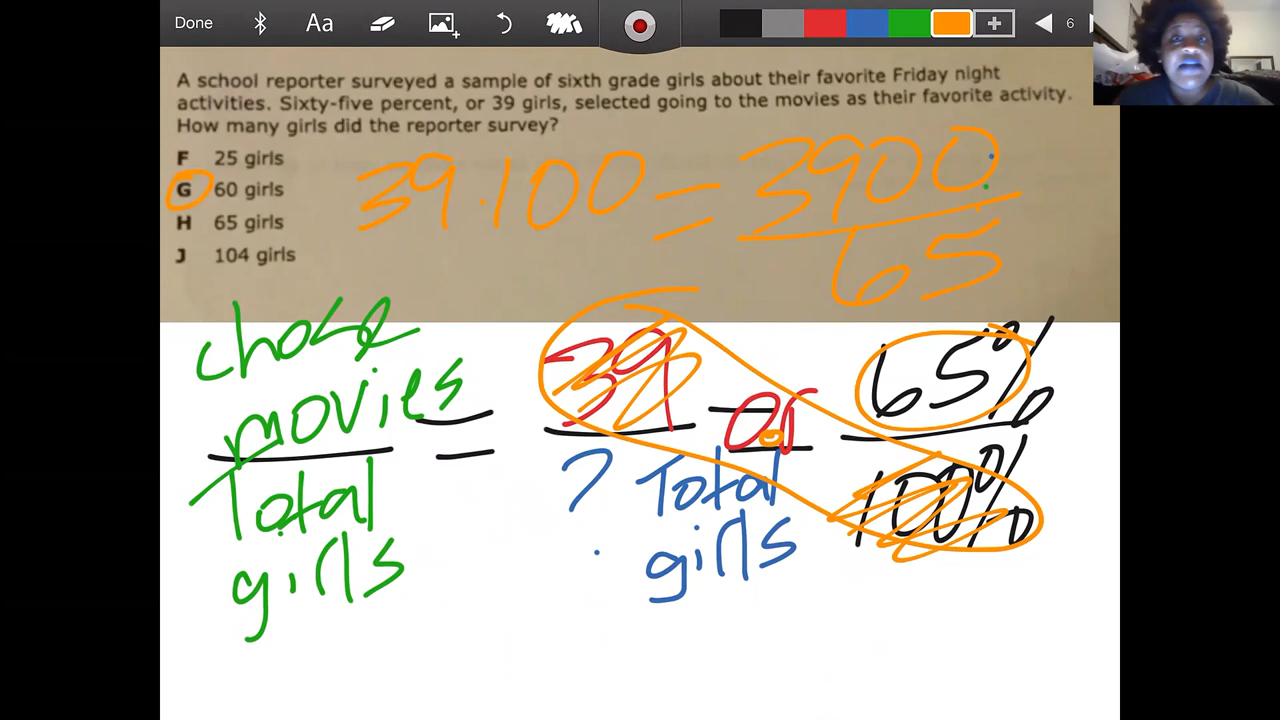 Done Aa 6
A school reporter surveyed a sample of sixth grade girls about their favorite Friday night
activities. Sixty-five percent, or 39 girls, selected going to the movies as their favorite activity.
How many girls did the reporter survey?
F 25 girls
G 60 girls
H 65 girls
J 104 girls
39 · 100 = 3900
65
chose
movies
Total
girls
=
39
? Total
girls
=
65%
100%